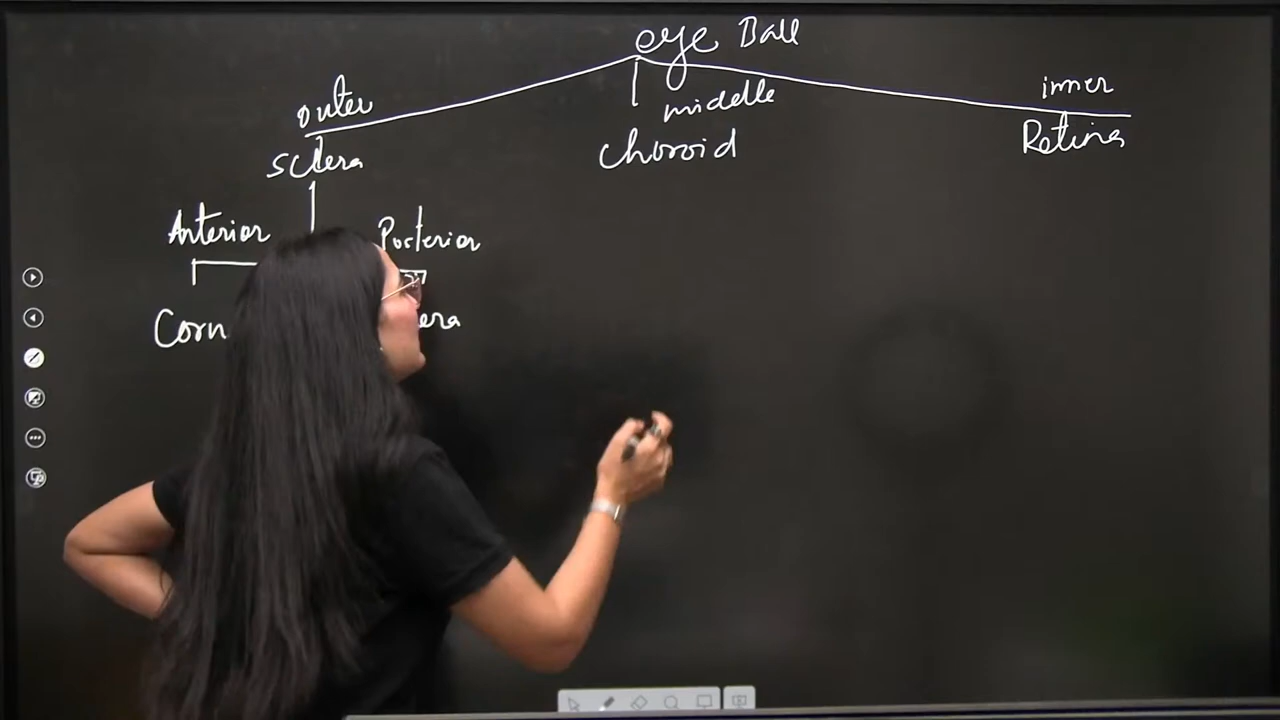 eye Ball
outer
middle
inner
sclera
choroid
Retina
Anterior
Posterior
Corn
era